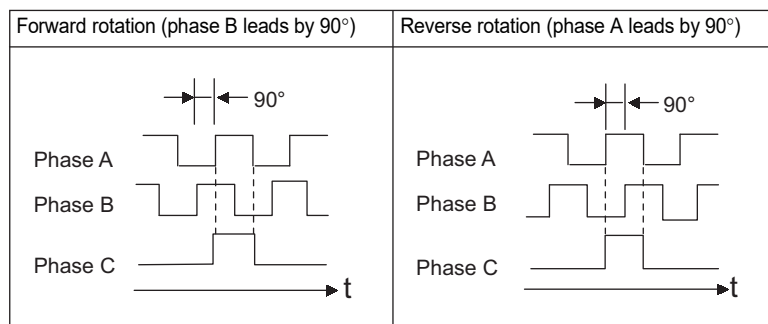 Forward rotation (phase B leads by 90°)
90°
Phase A
Phase B
Phase C
t
Reverse rotation (phase A leads by 90°)
90°
Phase A
Phase B
Phase C
t